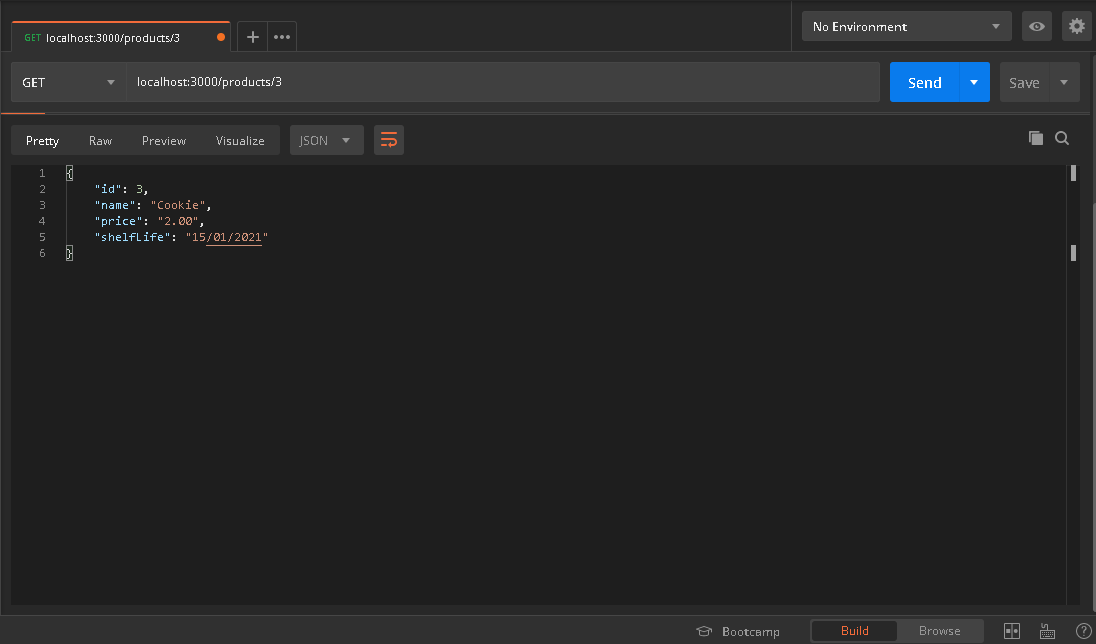 GET localhost:3000/products/3
No Environment
GET localhost:3000/products/3 Send Save
Pretty Raw Preview Visualize JSON
1 {
2 "id": 3,
3 "name": "Cookie",
4 "price": "2.00",
5 "shelfLife": "15/01/2021"
6 }
Bootcamp Build Browse